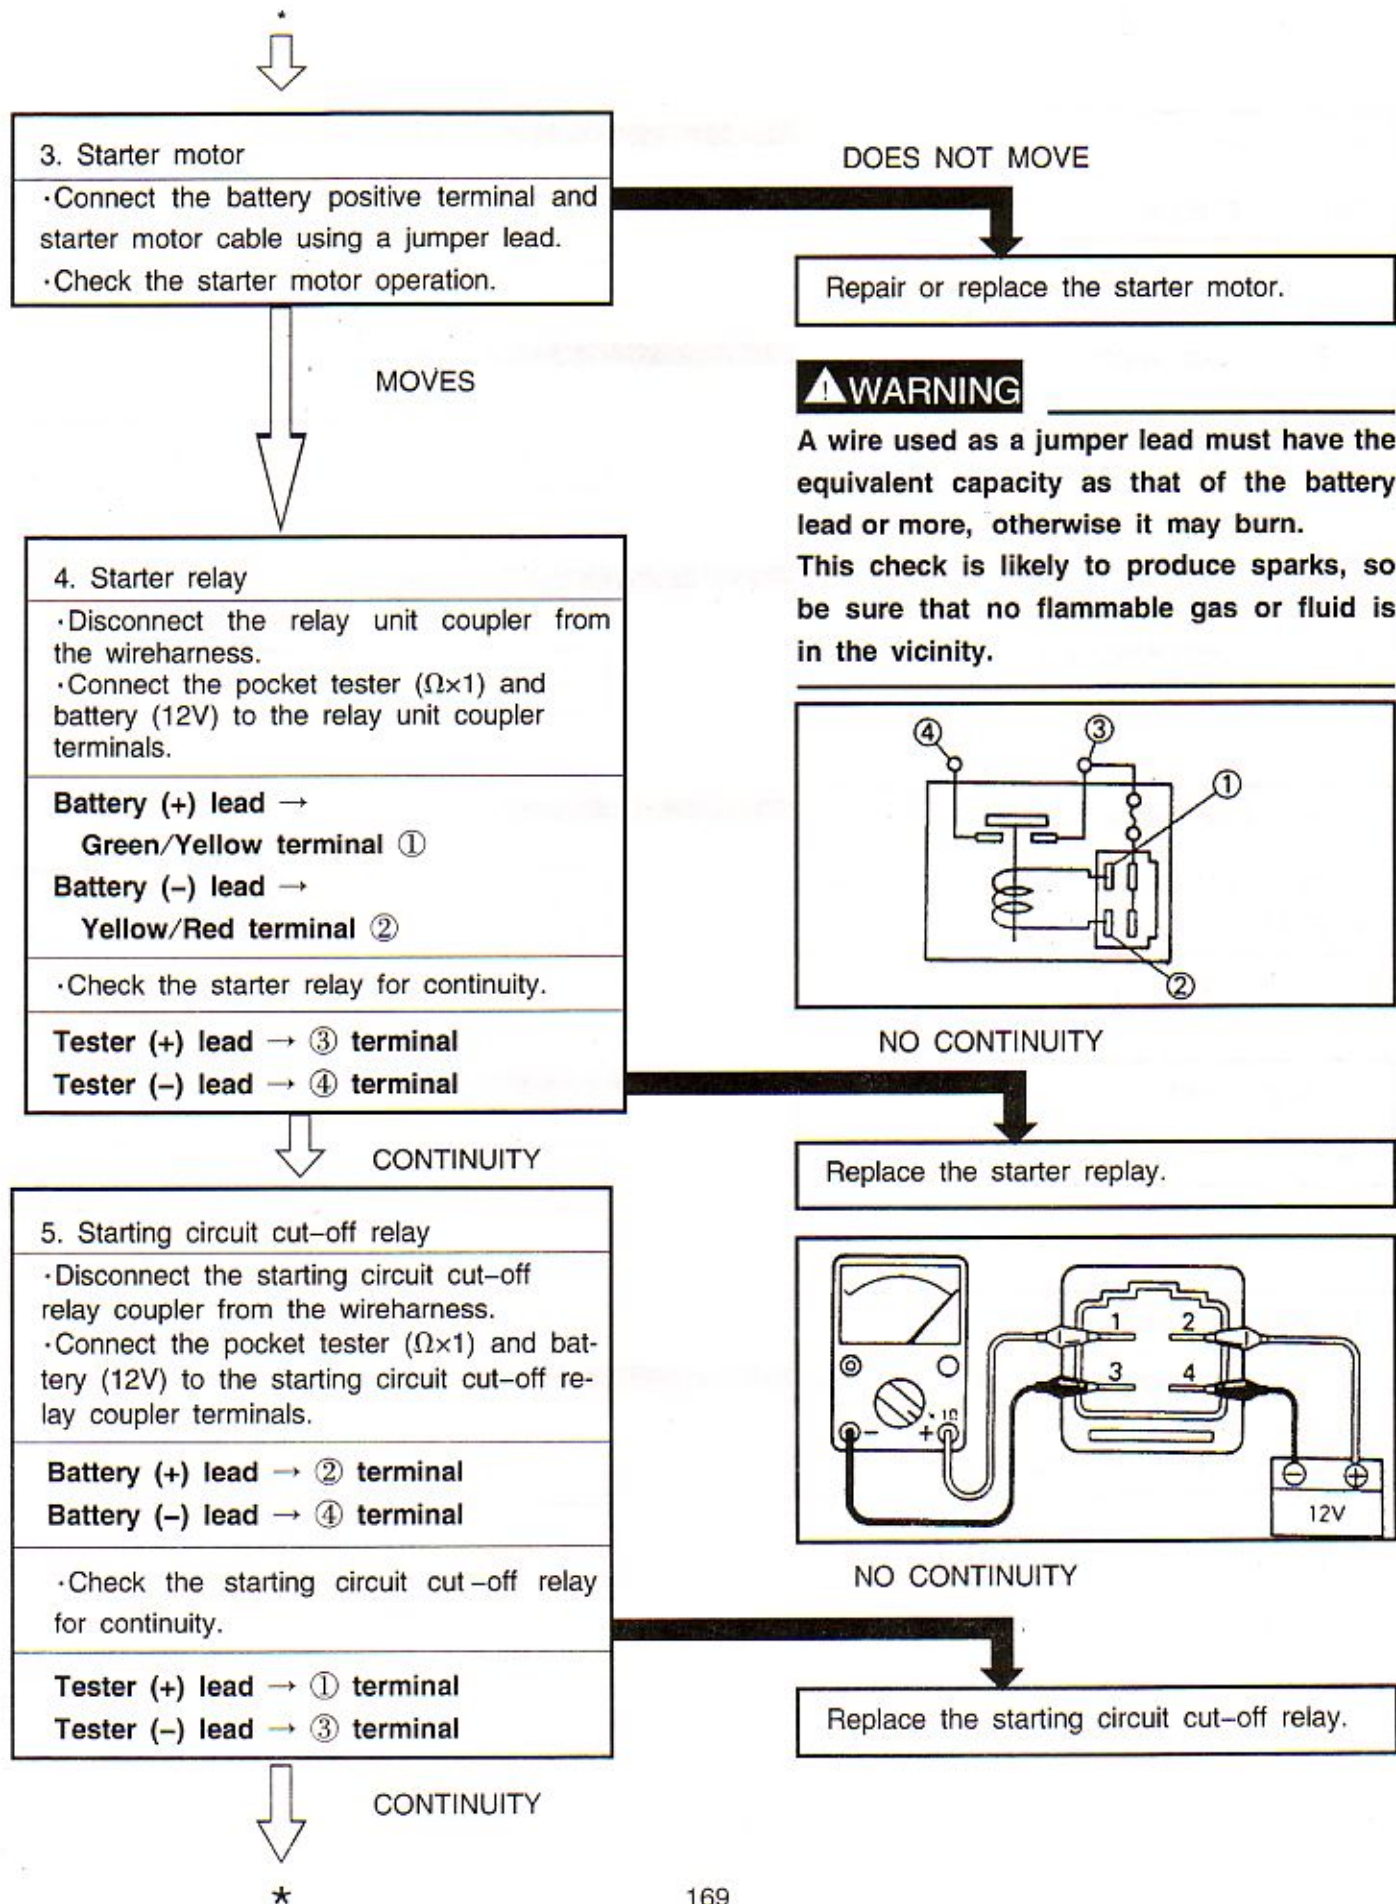 *
3. Starter motor
·Connect the battery positive terminal and
starter motor cable using a jumper lead.
·Check the starter motor operation.
DOES NOT MOVE
Repair or replace the starter motor.
MOVES
⚠WARNING
A wire used as a jumper lead must have the
equivalent capacity as that of the battery
lead or more, otherwise it may burn.
This check is likely to produce sparks, so
be sure that no flammable gas or fluid is
in the vicinity.
4. Starter relay
·Disconnect the relay unit coupler from
the wireharness.
·Connect the pocket tester (Ω×1) and
battery (12V) to the relay unit coupler
terminals.
Battery (+) lead →
Green/Yellow terminal ①
Battery (–) lead →
Yellow/Red terminal ②
·Check the starter relay for continuity.
Tester (+) lead → ③ terminal
Tester (–) lead → ④ terminal
④ ③
①
②
NO CONTINUITY
Replace the starter replay.
CONTINUITY
5. Starting circuit cut–off relay
·Disconnect the starting circuit cut–off
relay coupler from the wireharness.
·Connect the pocket tester (Ω×1) and bat-
tery (12V) to the starting circuit cut–off re-
lay coupler terminals.
Battery (+) lead → ② terminal
Battery (–) lead → ④ terminal
·Check the starting circuit cut–off relay
for continuity.
Tester (+) lead → ① terminal
Tester (–) lead → ③ terminal
1 2
3 4
× 1Ω
– +
– +
12V
NO CONTINUITY
Replace the starting circuit cut–off relay.
CONTINUITY
*
169